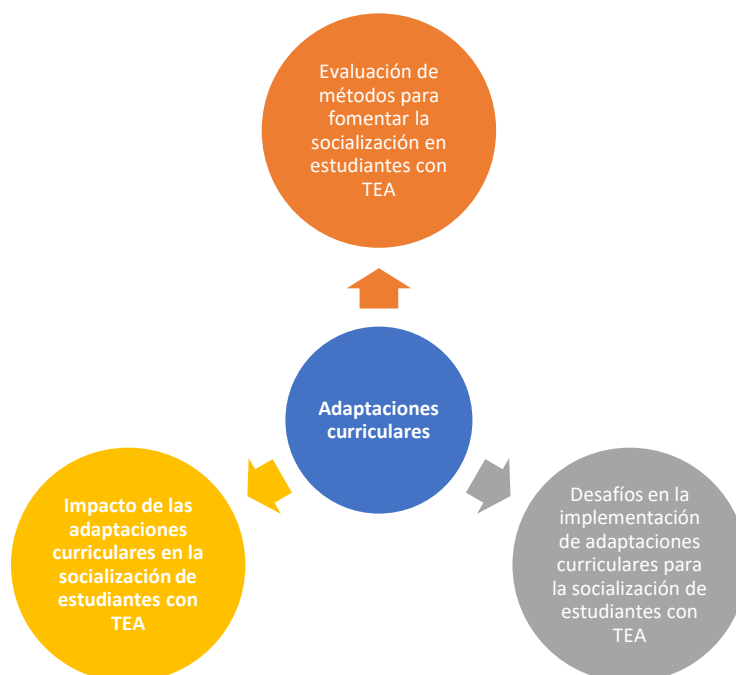 Evaluación de
métodos para
fomentar la
socialización en
estudiantes con
TEA
Adaptaciones
curriculares
Impacto de las
adaptaciones
curriculares en la
socialización de
estudiantes con
TEA
Desafíos en la
implementación
de adaptaciones
curriculares para
la socialización de
estudiantes con
TEA